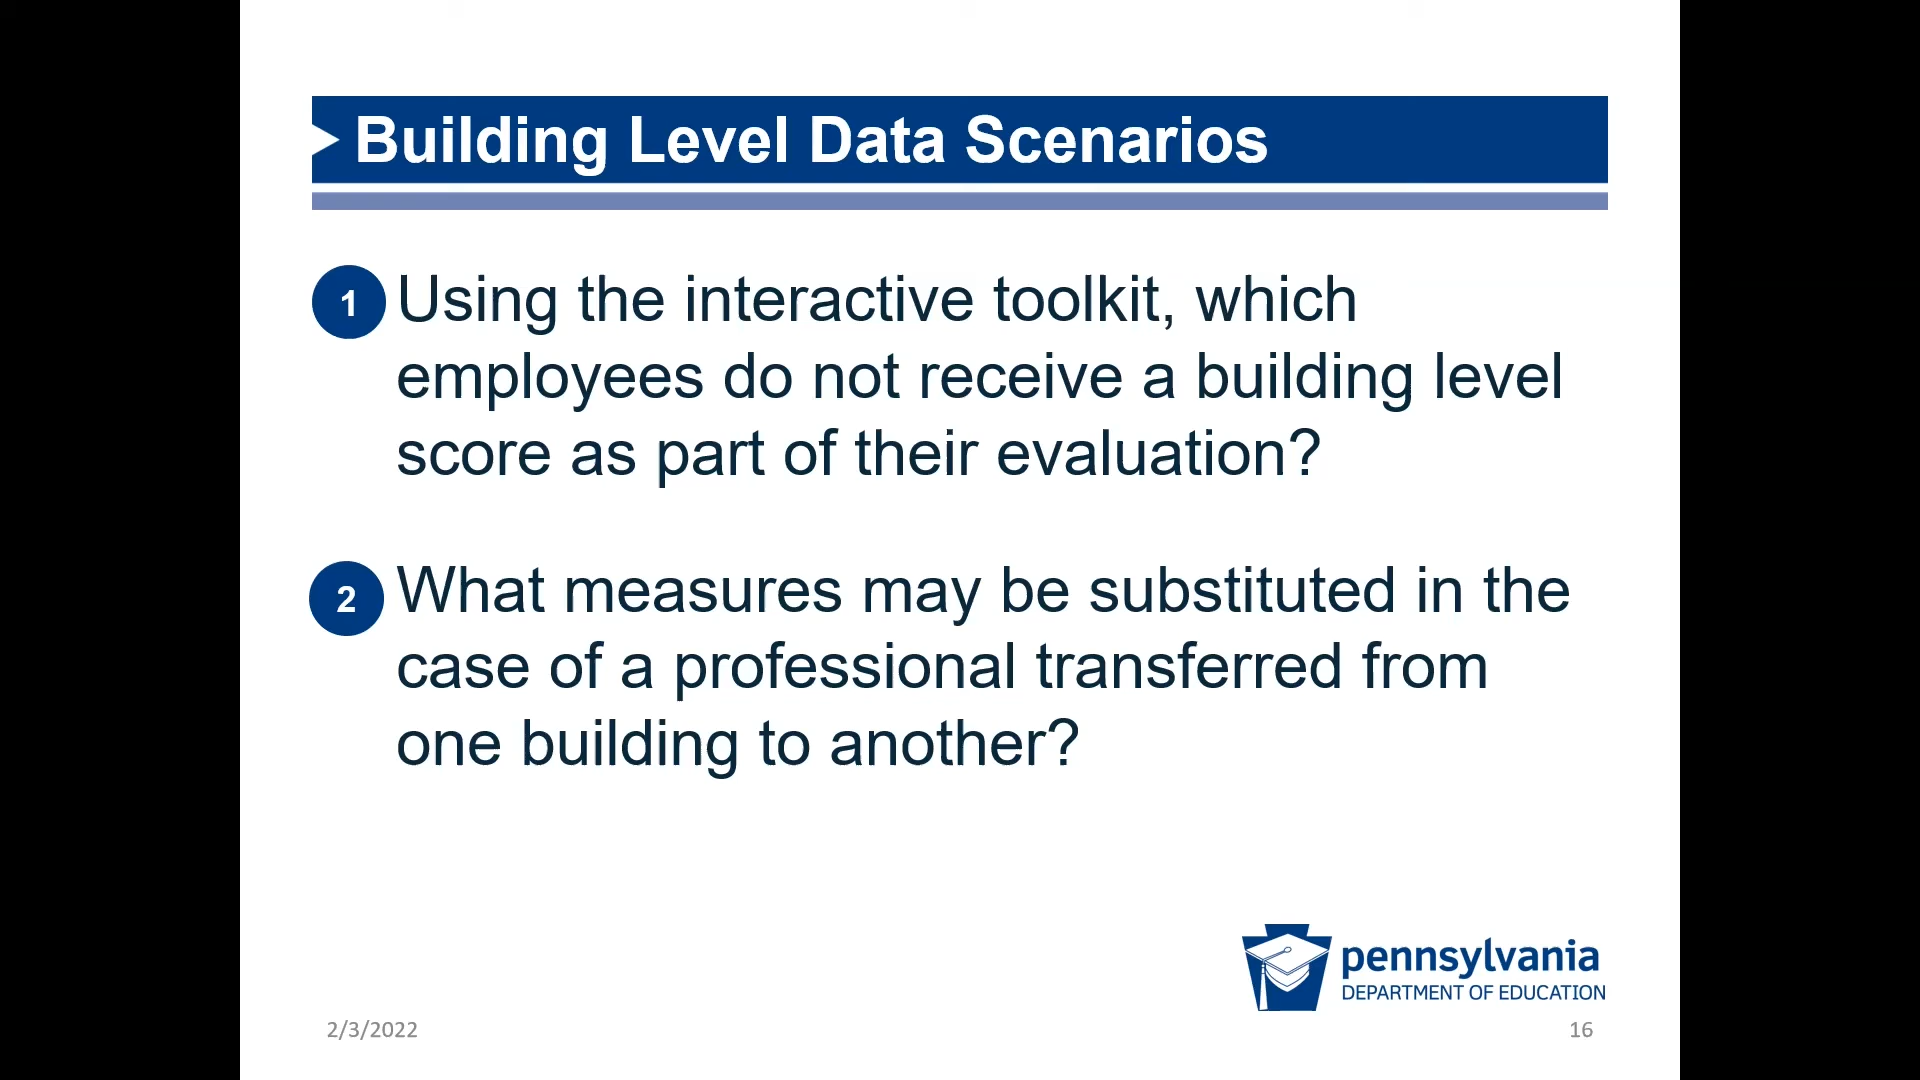 Building Level Data Scenarios
1 Using the interactive toolkit, which
employees do not receive a building level
score as part of their evaluation?
2 What measures may be substituted in the
case of a professional transferred from
one building to another?
pennsylvania
DEPARTMENT OF EDUCATION
2/3/2022
16